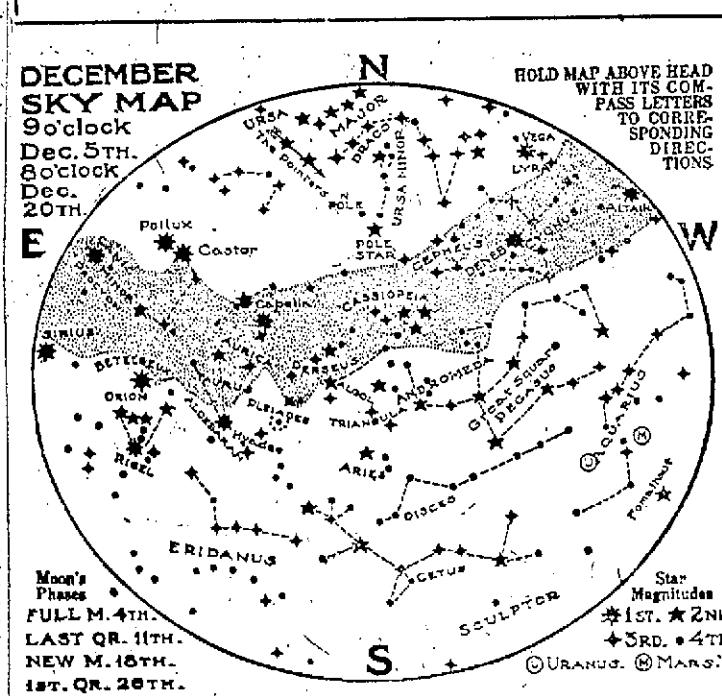 DECEMBER
SKY MAP
9 o'clock
Dec. 5TH.
8 o'clock
Dec.
20TH.
N
HOLD MAP ABOVE HEAD
WITH ITS COM-
PASS LETTERS
TO CORRE-
SPONDING
DIREC-
TIONS
URSA
MAJOR
The Pointers
DRACO
URSA MINOR
N
POLE
POLE
STAR
VEGA
LYRA
ALTAIR
CYGNUS
DENEB
CEPHEUS
E
W
Pollux
Castor
Capella
CASSIOPEIA
SIRIUS
BETELGEUX
AURIGA
TAURUS
PERSEUS
ALGOL
ANDROMEDA
TRIANGULA
Great Square
PEGASUS
ORION
PLEIADES
ALDEBARAN
HYADES
RIGEL
ARIES
AQUARIUS
U
M
PISCES
Fomalhaut
ERIDANUS
CETUS
SCULPTOR
S
Moon's
Phases
FULL M. 4TH.
LAST QR. 11TH.
NEW M. 18TH.
1ST. QR. 26TH.
Star
Magnitudes
1ST. 2ND
3RD. 4TH
U URANUS. M MARS.